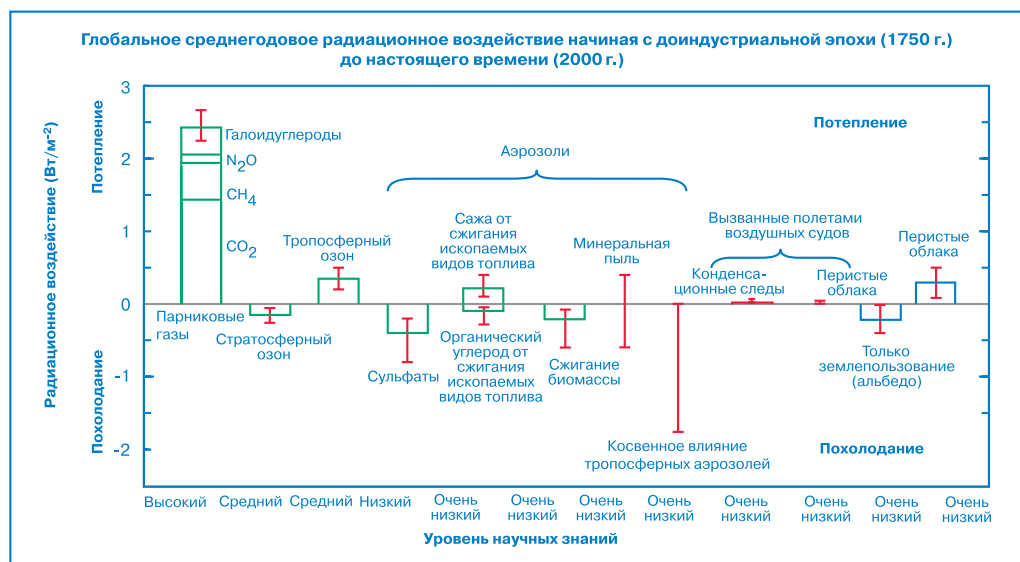 Глобальное среднегодовое радиационное воздействие начиная с доиндустриальной эпохи (1750 г.)
до настоящего времени (2000 г.)
Радиационное воздействие (Вт/м-2)
Потепление
Похолодание
3
2
1
0
-1
-2
Потепление
Галоидуглероды
N2O
CH4
CO2
Парниковые
газы
Стратосферный
озон
Тропосферный
озон
Сульфаты
Аэрозоли
Сажа от
сжигания
ископаемых
видов топлива
Органический
углерод от
сжигания
ископаемых
видов топлива
Сжигание
биомассы
Минеральная
пыль
Косвенное влияние
тропосферных аэрозолей
Вызванные полетами
воздушных судов
Конденса-
ционные следы
Перистые
облака
Только
землепользование
(альбедо)
Перистые
облака
Похолодание
Высокий
Средний
Средний
Низкий
Очень
низкий
Очень
низкий
Очень
низкий
Очень
низкий
Очень
низкий
Очень
низкий
Очень
низкий
Очень
низкий
Уровень научных знаний